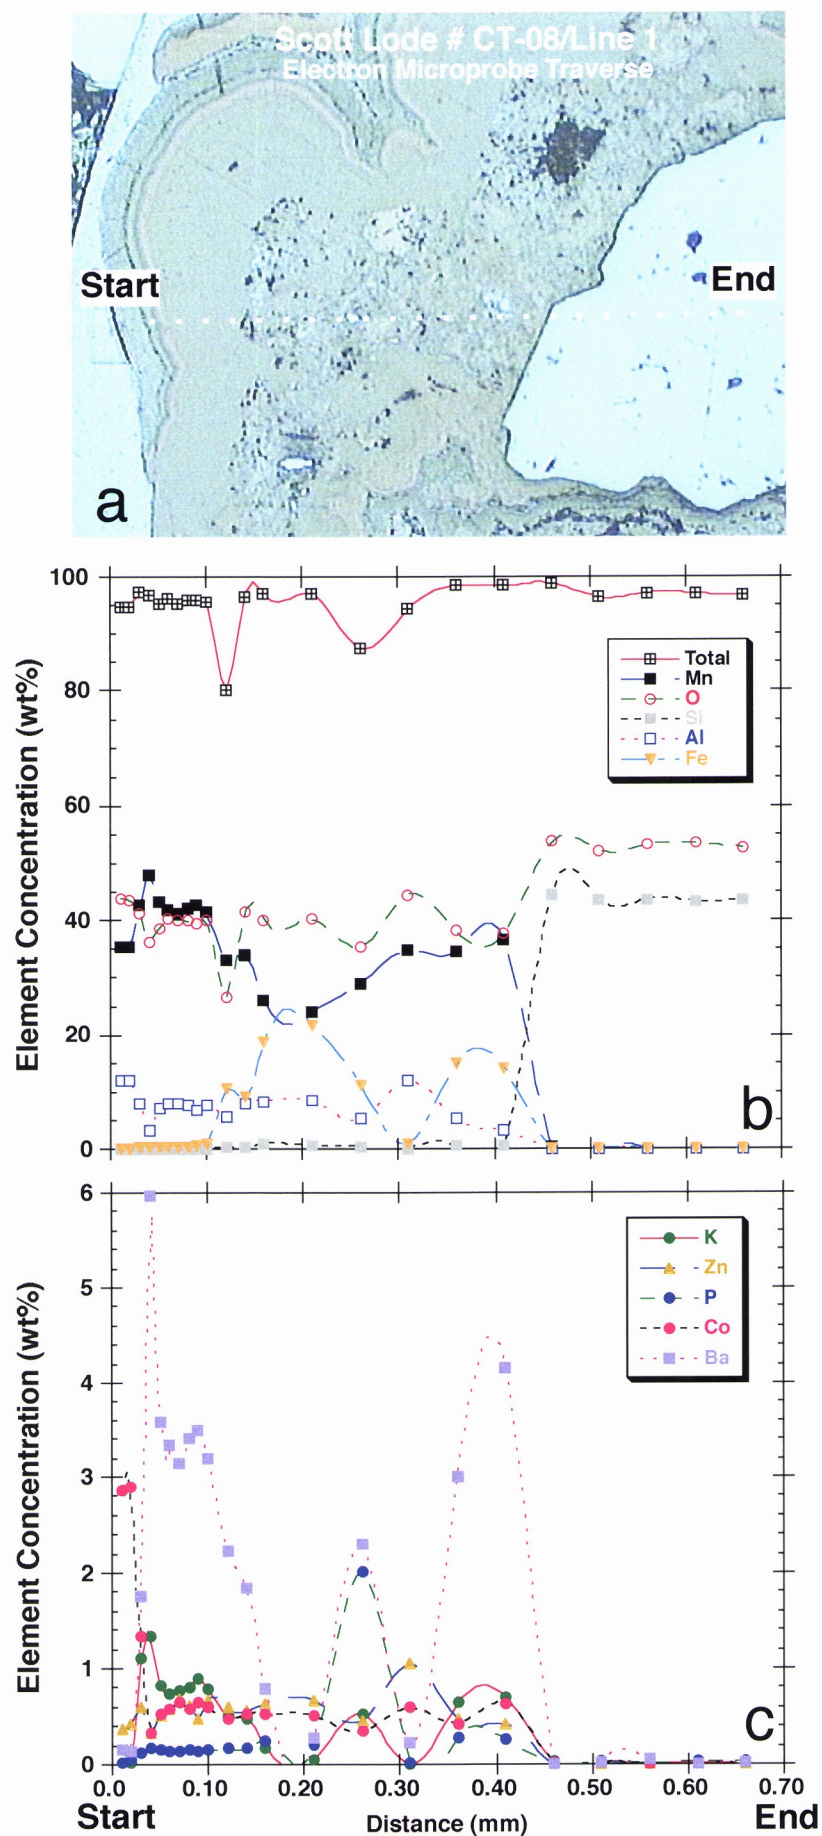 Scott Lode # CT-08/Line 1
Electron Microprobe Traverse
Start
End
a
100
80
60
40
20
0
Element Concentration (wt%)
Total
Mn
O
Si
Al
Fe
b
6
5
4
3
2
1
0
Element Concentration (wt%)
K
Zn
P
Co
Ba
c
0.0 0.10 0.20 0.30 0.40 0.50 0.60 0.70
Start Distance (mm) End